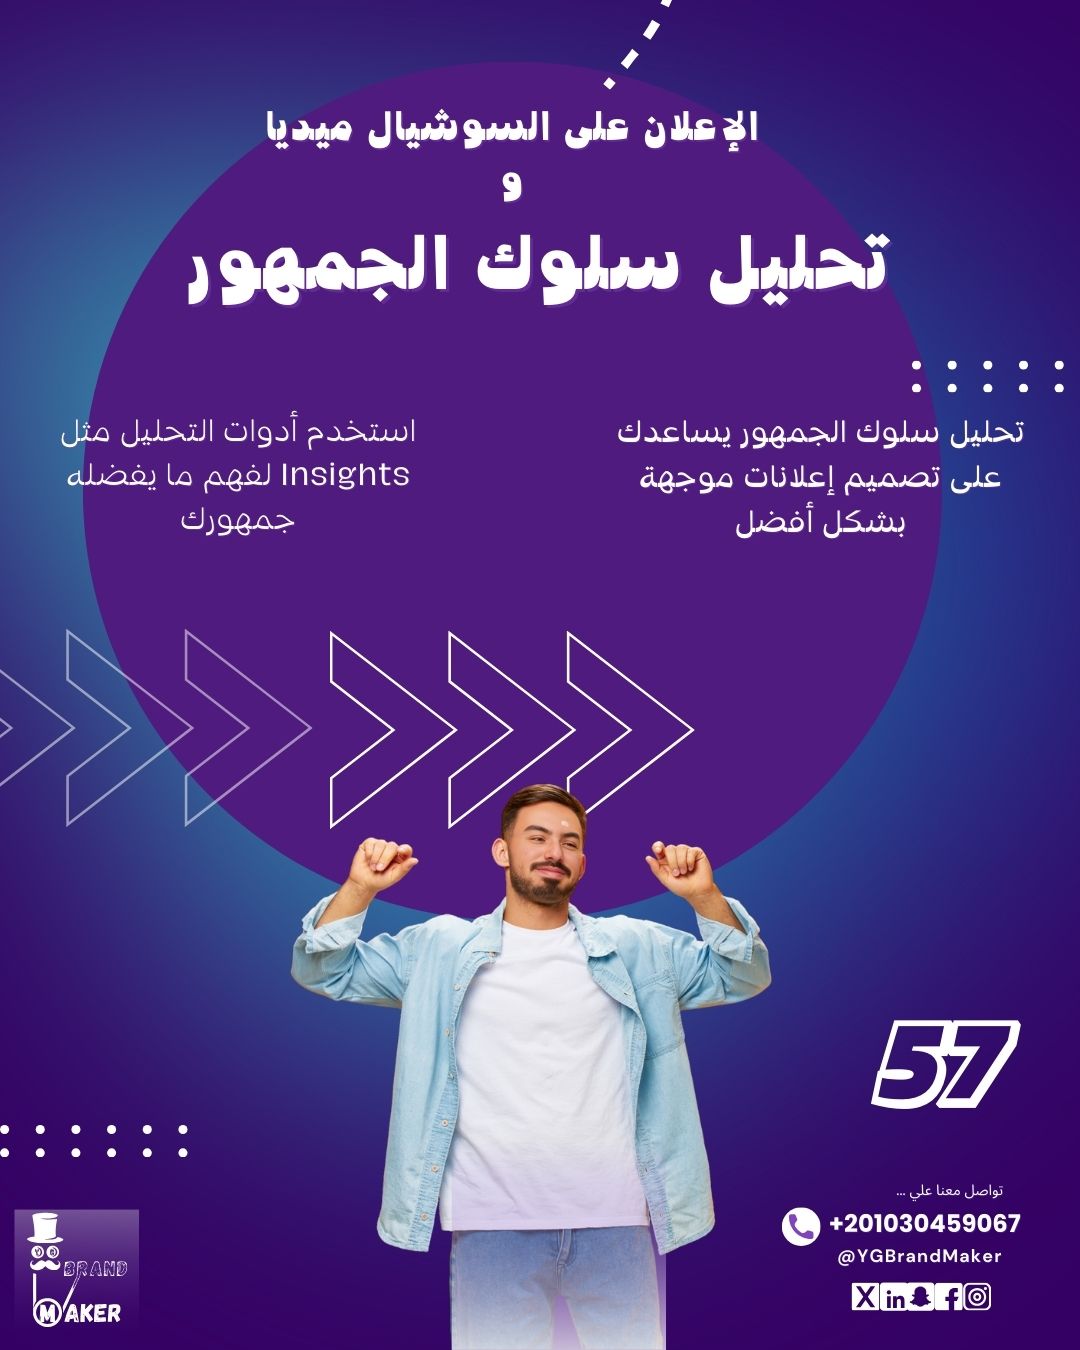 الإعلان على السوشيال ميديا
و
تحليل سلوك الجمهور
تحليل سلوك الجمهور يساعدك
على تصميم إعلانات موجهة
بشكل أفضل
استخدم أدوات التحليل مثل
Insights لفهم ما يفضله
جمهورك
57
تواصل معنا علي ...
+201030459067
@YGBrandMaker
BRAND
MAKER